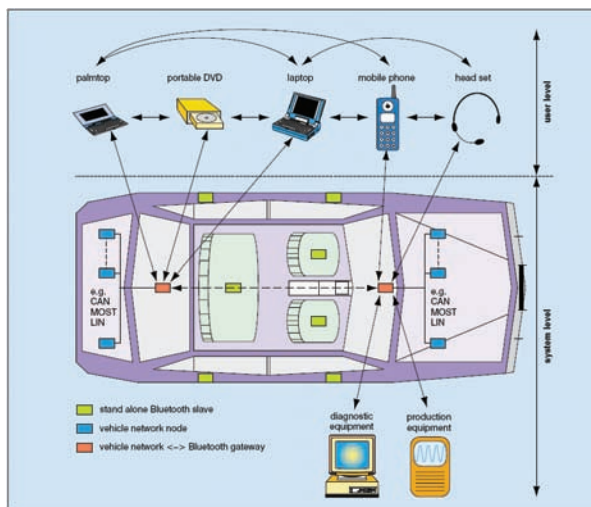 palmtop
portable DVD
laptop
mobile phone
head set
user level
e.g.
CAN
MOST
LIN
e.g.
CAN
MOST
LIN
system level
stand alone Bluetooth slave
vehicle network node
vehicle network <–> Bluetooth gateway
diagnostic
equipment
production
equipment